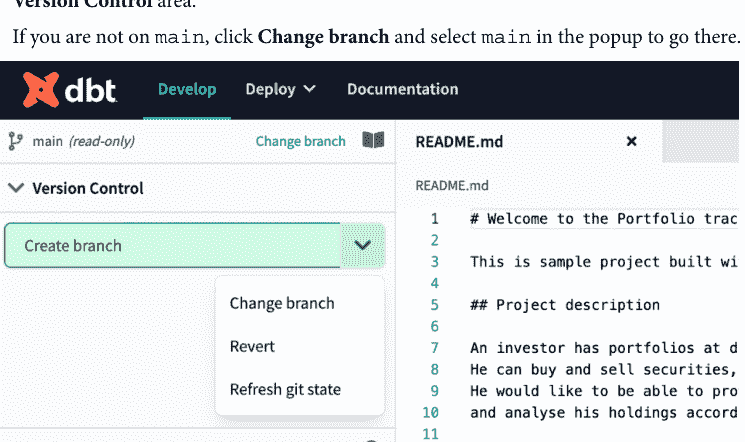 Version Control area.
If you are not on main, click Change branch and select main in the popup to go there.
dbt
Develop
Deploy
Documentation
main (read-only)
Change branch
README.md
Version Control
README.md
Create branch
Change branch
Revert
Refresh git state
1 # Welcome to the Portfolio trac
2
3 This is sample project built wi
4
5 ## Project description
6
7 An investor has portfolios at d
8 He can buy and sell securities,
9 He would like to be able to pro
10 and analyse his holdings accord
11